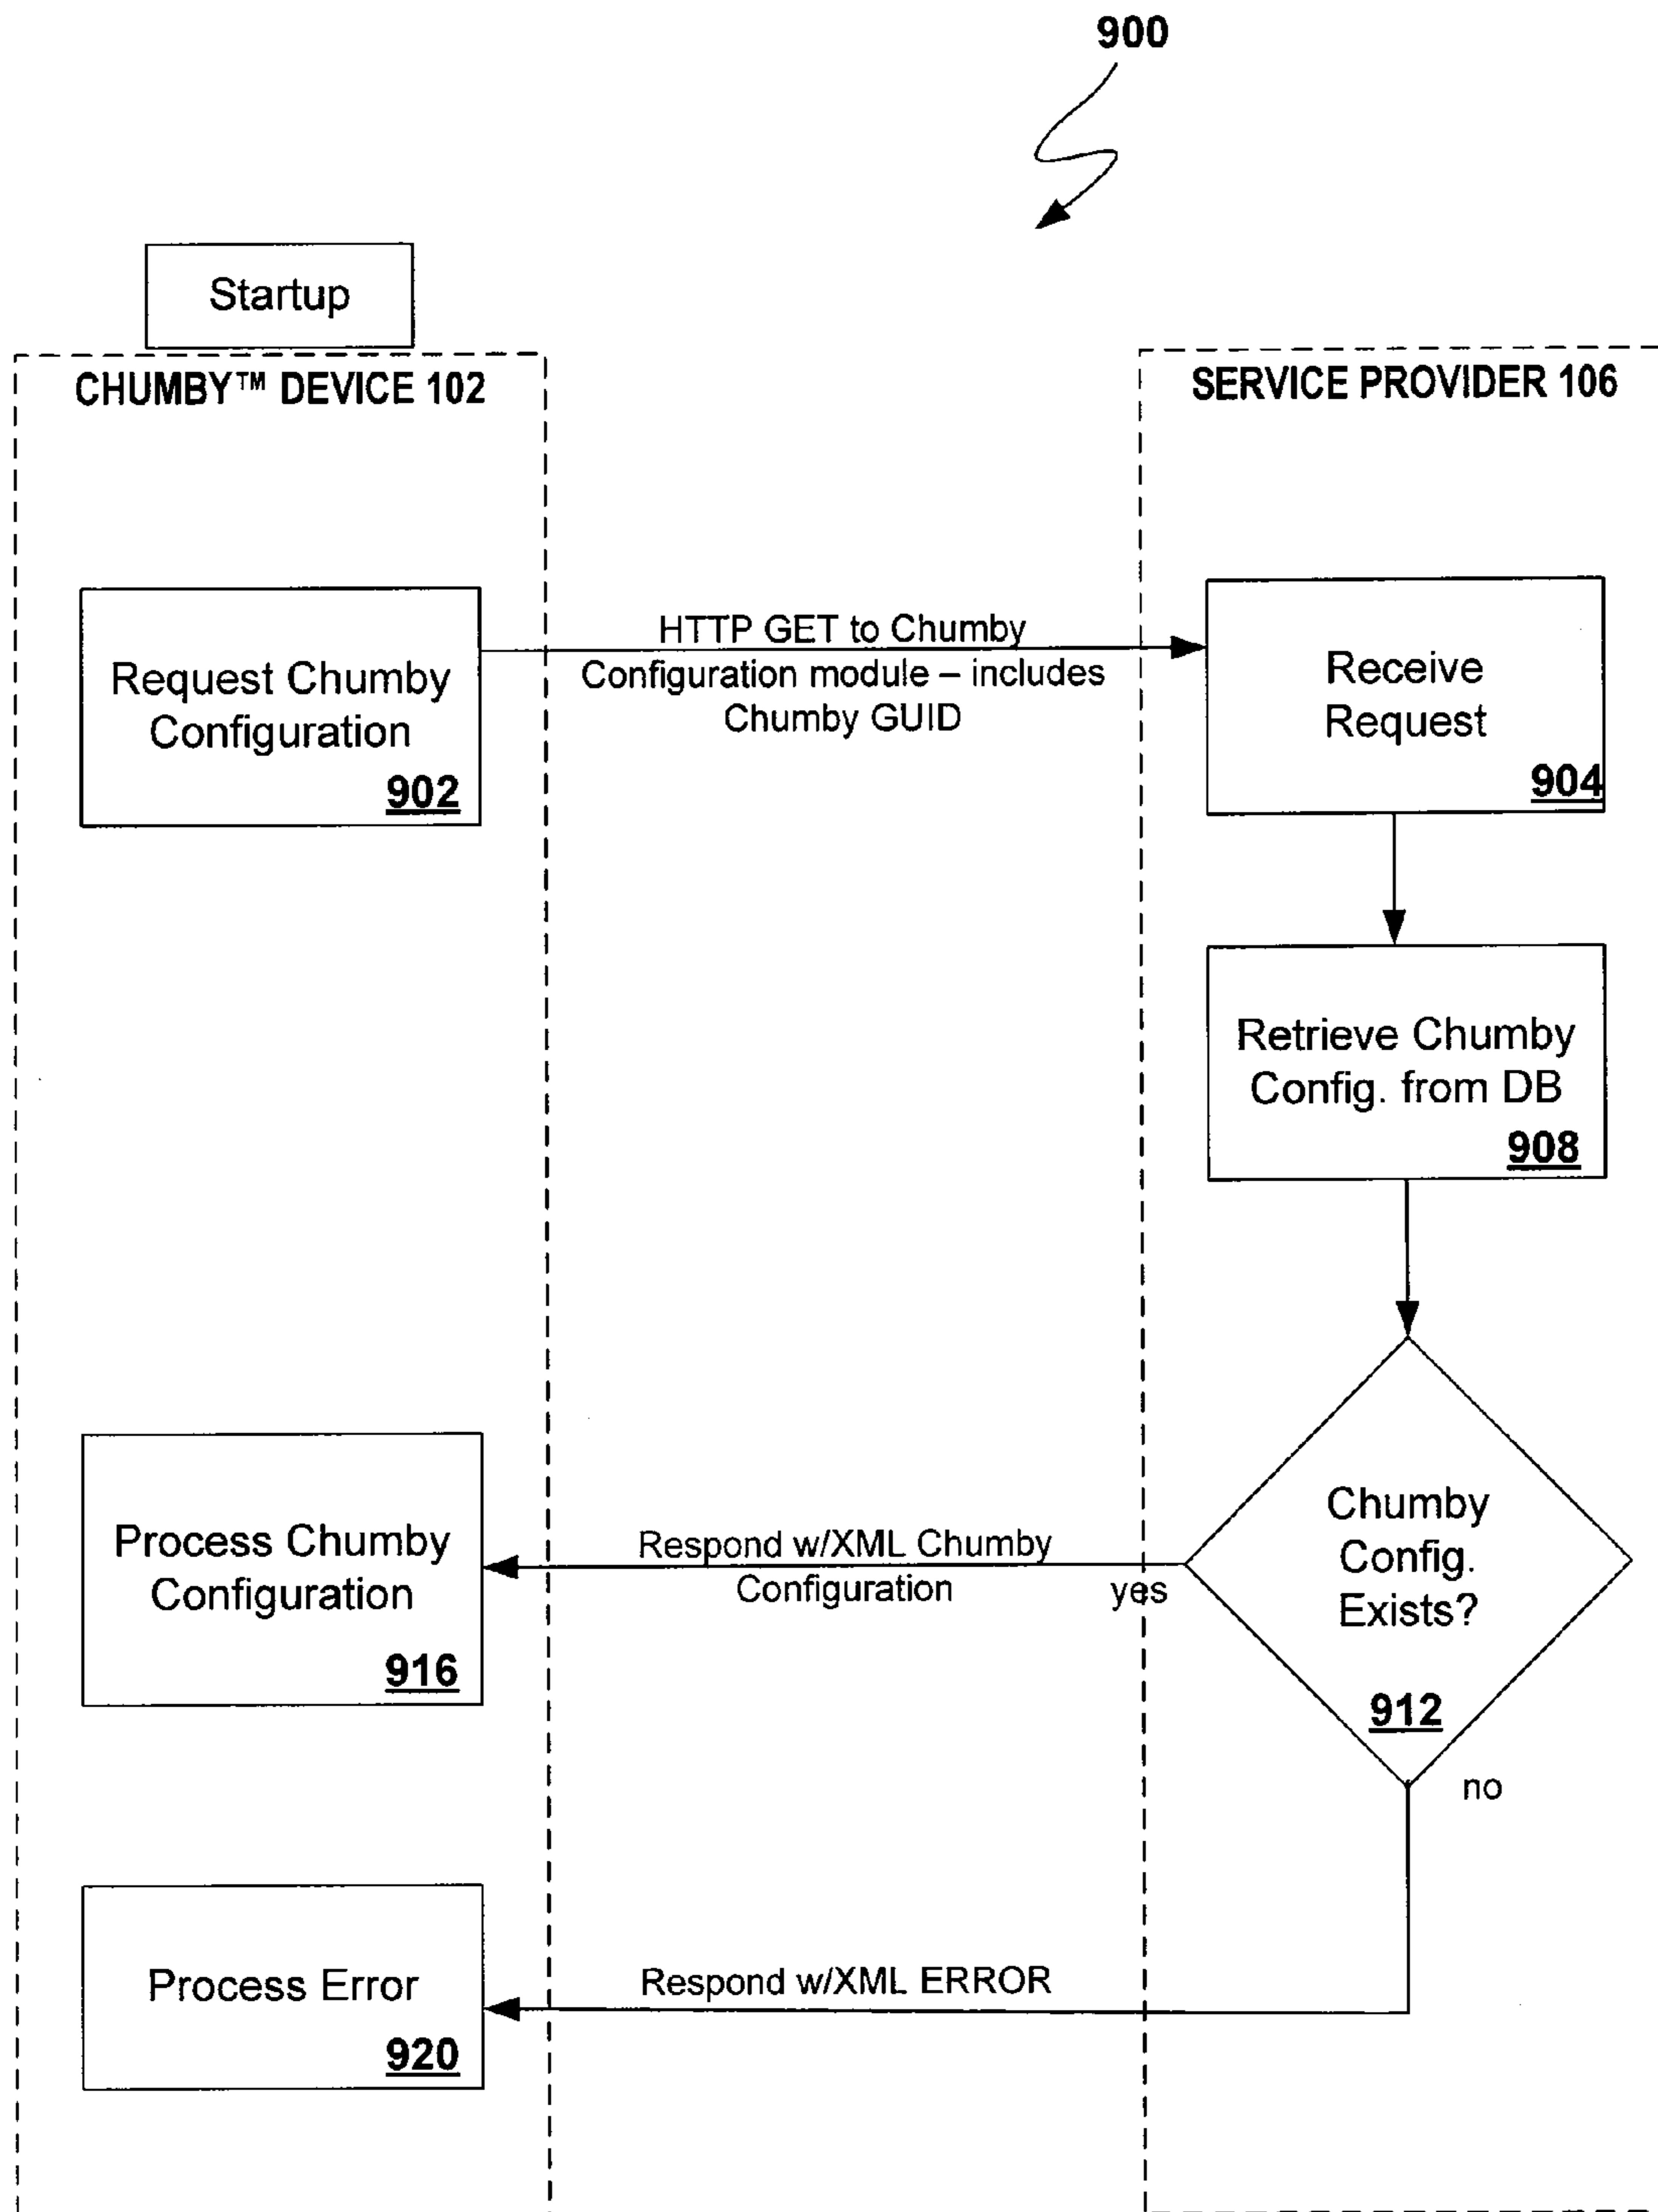 900
Startup
CHUMBY™ DEVICE 102
SERVICE PROVIDER 106
Request Chumby
Configuration
902
HTTP GET to Chumby
Configuration module – includes
Chumby GUID
Receive
Request
904
Retrieve Chumby
Config. from DB
908
Chumby
Config.
Exists?
912
yes
no
Respond w/XML Chumby
Configuration
Process Chumby
Configuration
916
Respond w/XML ERROR
Process Error
920